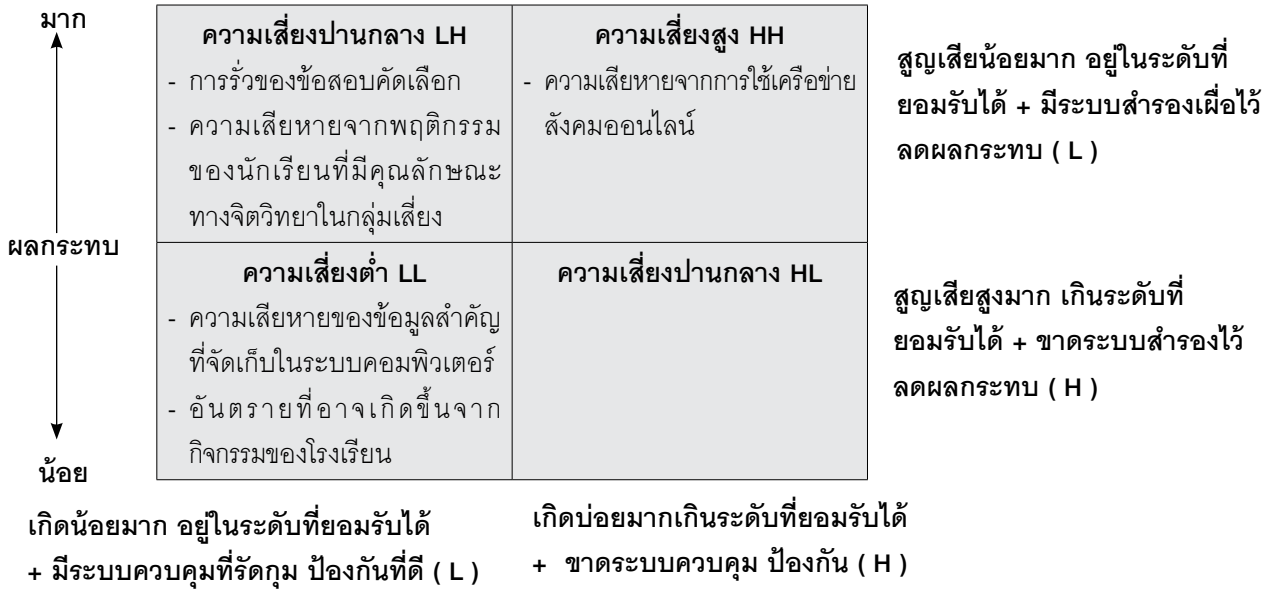 มาก
ความเสี่ยงปานกลาง LH
- การรั่วของข้อสอบคัดเลือก
- ความเสียหายจากพฤติกรรม
ของนักเรียนที่มีคุณลักษณะ
ทางจิตวิทยาในกลุ่มเสี่ยง
ความเสี่ยงสูง HH
- ความเสียหายจากการใช้เครือข่าย
สังคมออนไลน์
สูญเสียน้อยมาก อยู่ในระดับที่
ยอมรับได้ + มีระบบสำรองเผื่อไว้
ลดผลกระทบ ( L )
ผลกระทบ
ความเสี่ยงต่ำ LL
- ความเสียหายของข้อมูลสำคัญ
ที่จัดเก็บในระบบคอมพิวเตอร์
- อันตรายที่อาจเกิดขึ้นจาก
กิจกรรมของโรงเรียน
ความเสี่ยงปานกลาง HL
สูญเสียสูงมาก เกินระดับที่
ยอมรับได้ + ขาดระบบสำรองไว้
ลดผลกระทบ ( H )
น้อย
เกิดน้อยมาก อยู่ในระดับที่ยอมรับได้
+ มีระบบควบคุมที่รัดกุม ป้องกันที่ดี ( L )
เกิดบ่อยมากเกินระดับที่ยอมรับได้
+ ขาดระบบควบคุม ป้องกัน ( H )